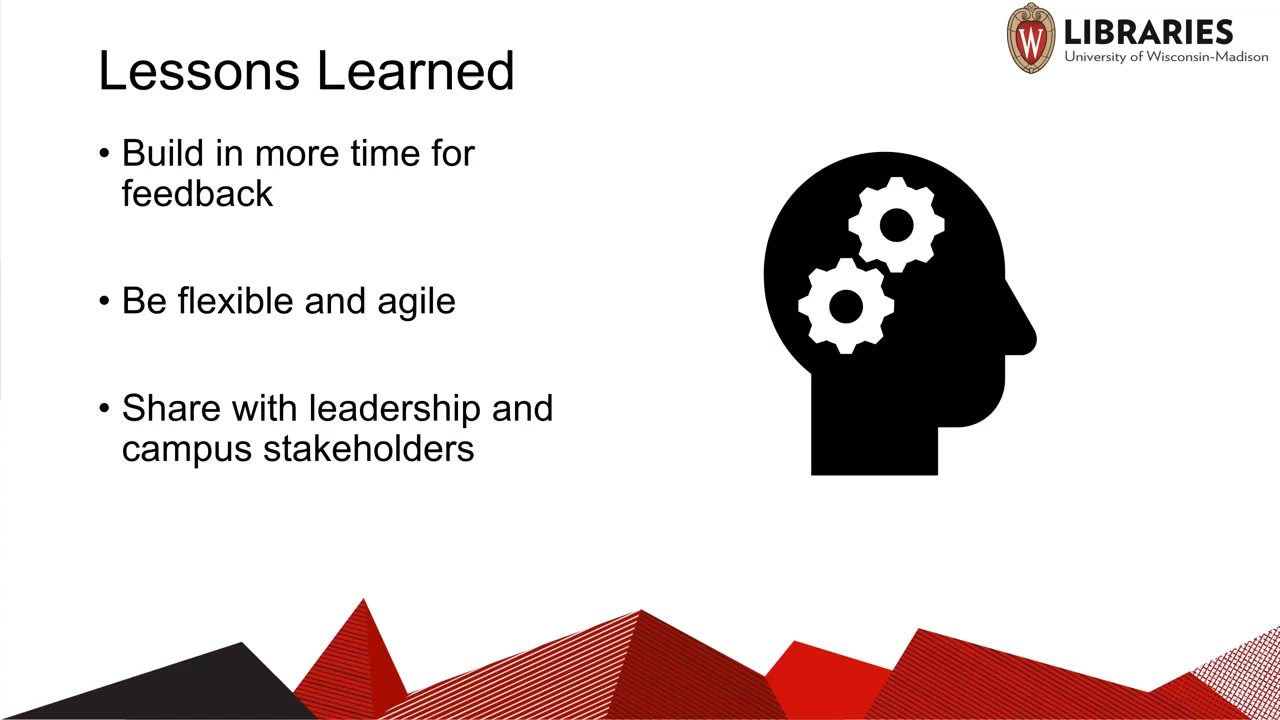 W LIBRARIES
University of Wisconsin-Madison
Lessons Learned
• Build in more time for
feedback
• Be flexible and agile
• Share with leadership and
campus stakeholders